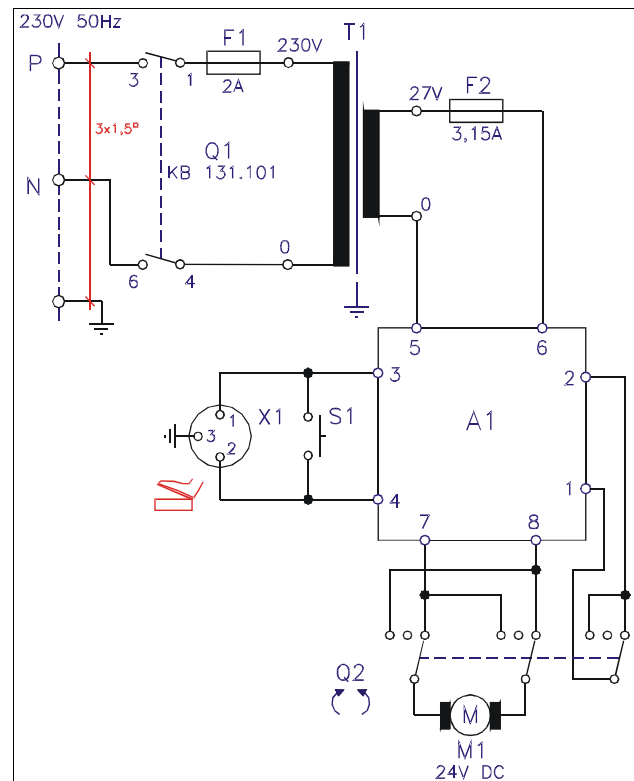 230V 50Hz
P
N
3x1,5□
3
1
F1
2A
230V
T1
Q1
KB 131.101
6
4
0
27V
F2
3,15A
0
5
6
3
4
2
1
A1
7
8
1
3
2
X1
S1
Q2
M
M1
24V DC